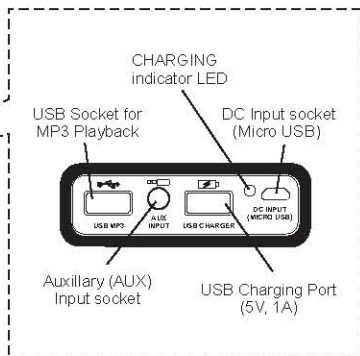 CHARGING
indicator LED
USB Socket for
MP3 Playback
DC Input socket
(Micro USB)
USB MP3
AUX
INPUT
USB CHARGER
DC INPUT
(MICRO USB)
Auxillary (AUX)
Input socket
USB Charging Port
(5V, 1A)